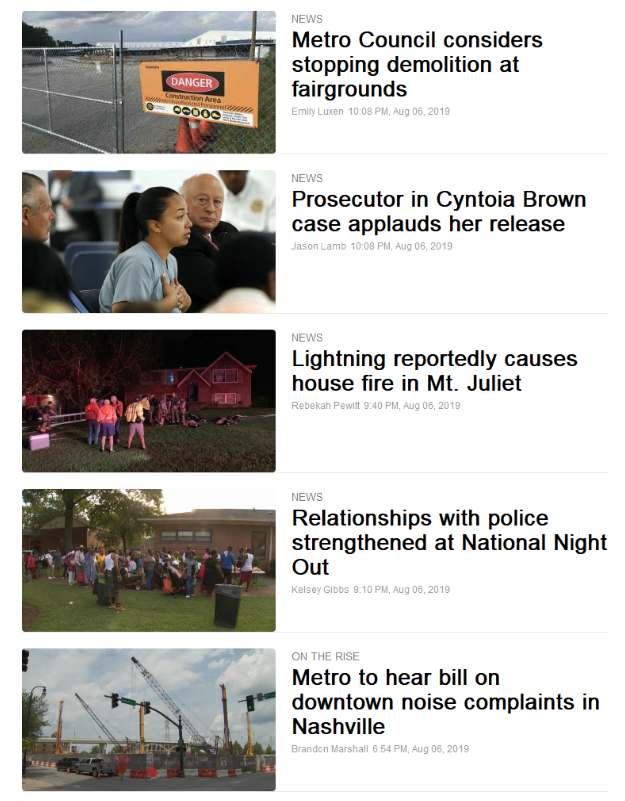 NEWS
Metro Council considers
stopping demolition at
fairgrounds
Emily Luxen 10:08 PM, Aug 06, 2019
DANGER
Construction Area
NEWS
Prosecutor in Cyntoia Brown
case applauds her release
Jason Lamb 10:08 PM, Aug 06, 2019
NEWS
Lightning reportedly causes
house fire in Mt. Juliet
Rebekah Pewitt 9:40 PM, Aug 06, 2019
NEWS
Relationships with police
strengthened at National Night
Out
Kelsey Gibbs 9:10 PM, Aug 06, 2019
ON THE RISE
Metro to hear bill on
downtown noise complaints in
Nashville
Brandon Marshall 6:54 PM, Aug 06, 2019